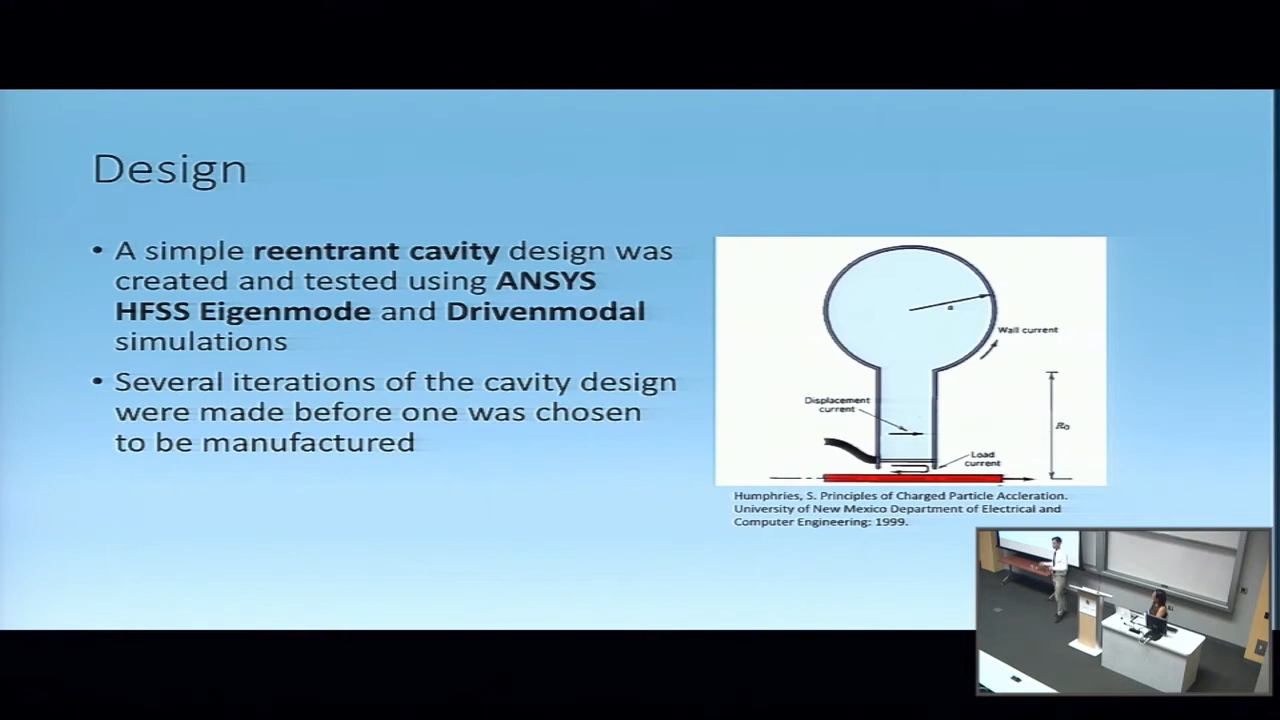 Design
• A simple reentrant cavity design was
created and tested using ANSYS
HFSS Eigenmode and Drivenmodal
simulations
• Several iterations of the cavity design
were made before one was chosen
to be manufactured
a
Wall current
Displacement
current
R₀
Load
current
Humphries, S. Principles of Charged Particle Accleration.
University of New Mexico Department of Electrical and
Computer Engineering: 1999.